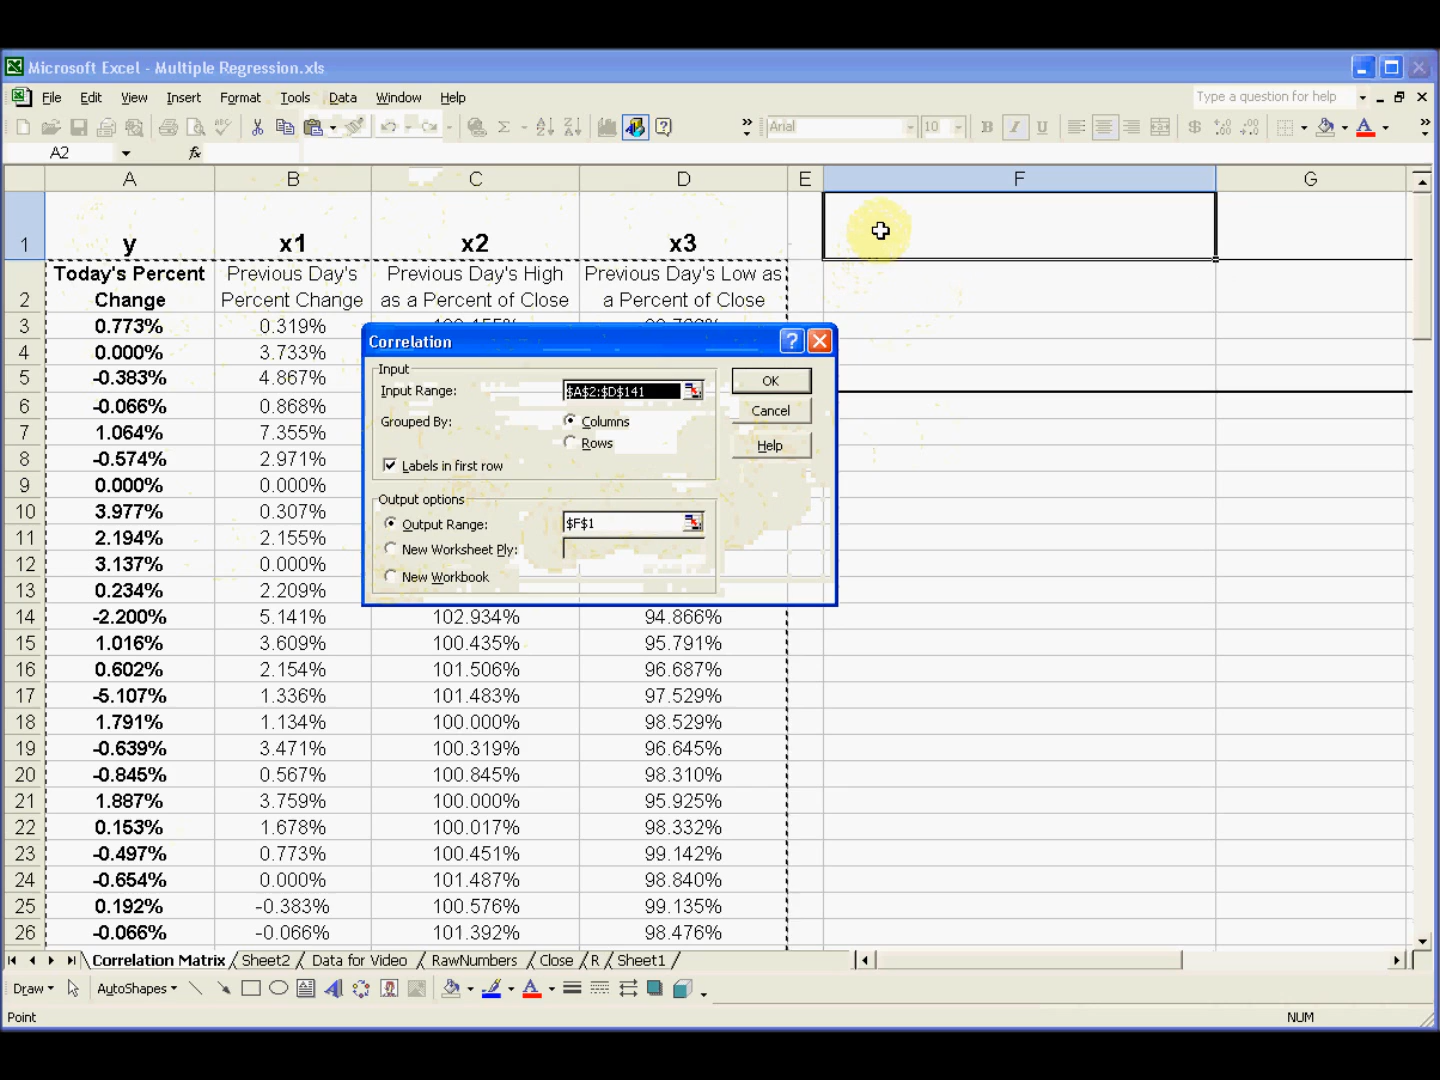 Microsoft Excel - Multiple Regression.xls
File Edit View Insert Format Tools Data Window Help Type a question for help
Arial 10 B I U $
A2 fx
A B C D E F G
1 y x1 x2 x3
Today's Percent Previous Day's Previous Day's High Previous Day's Low as
2 Change Percent Change as a Percent of Close a Percent of Close
3 0.773% 0.319%
4 0.000% 3.733%
5 -0.383% 4.867%
6 -0.066% 0.868%
7 1.064% 7.355%
8 -0.574% 2.971%
9 0.000% 0.000%
10 3.977% 0.307%
11 2.194% 2.155%
12 3.137% 0.000%
13 0.234% 2.209%
14 -2.200% 5.141% 102.934% 94.866%
15 1.016% 3.609% 100.435% 95.791%
16 0.602% 2.154% 101.506% 96.687%
17 -5.107% 1.336% 101.483% 97.529%
18 1.791% 1.134% 100.000% 98.529%
19 -0.639% 3.471% 100.319% 96.645%
20 -0.845% 0.567% 100.845% 98.310%
21 1.887% 3.759% 100.000% 95.925%
22 0.153% 1.678% 100.017% 98.332%
23 -0.497% 0.773% 100.451% 99.142%
24 -0.654% 0.000% 101.487% 98.840%
25 0.192% -0.383% 100.576% 99.135%
26 -0.066% -0.066% 101.392% 98.476%
Correlation
Input
Input Range: $A$2:$D$141 OK
Grouped By: Columns Cancel
Rows Help
Labels in first row
Output options
Output Range: $F$1
New Worksheet Ply:
New Workbook
Correlation Matrix Sheet2 Data for Video RawNumbers Close R Sheet1
Draw AutoShapes
Point NUM